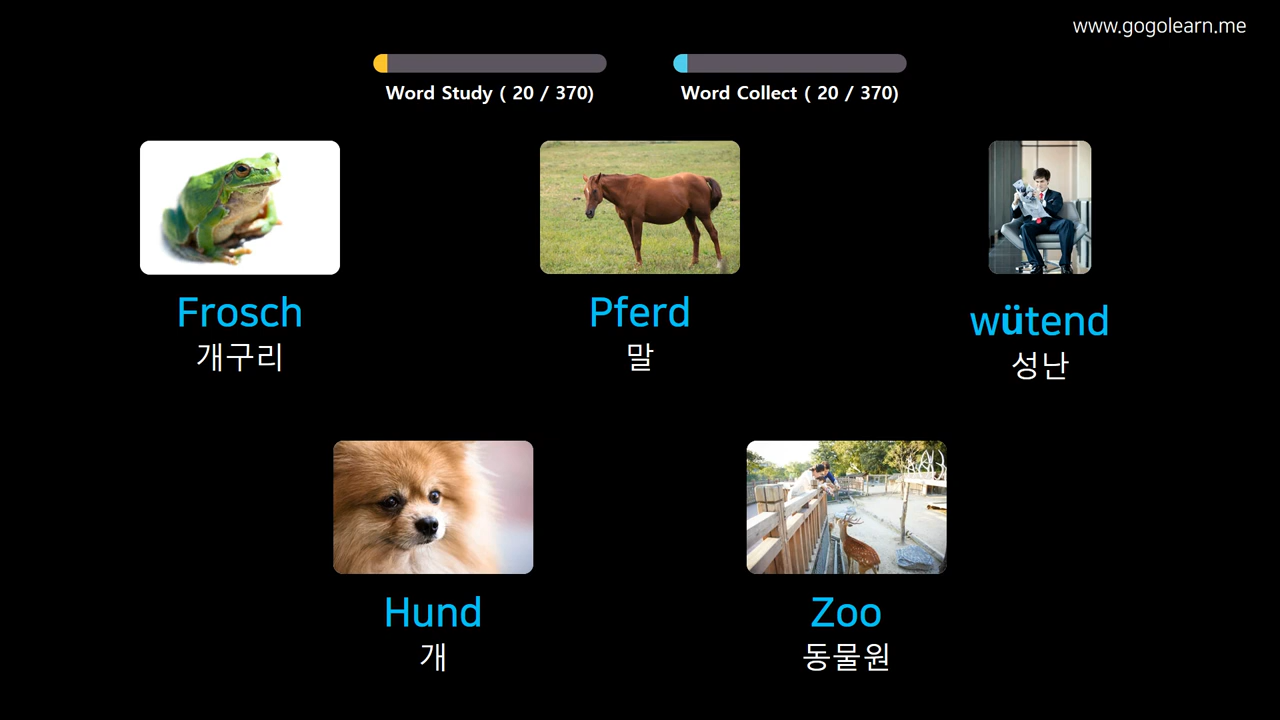 www.gogolearn.me
Word Study ( 20 / 370)
Word Collect ( 20 / 370)
Frosch
개구리
Pferd
말
wütend
성난
Hund
개
Zoo
동물원